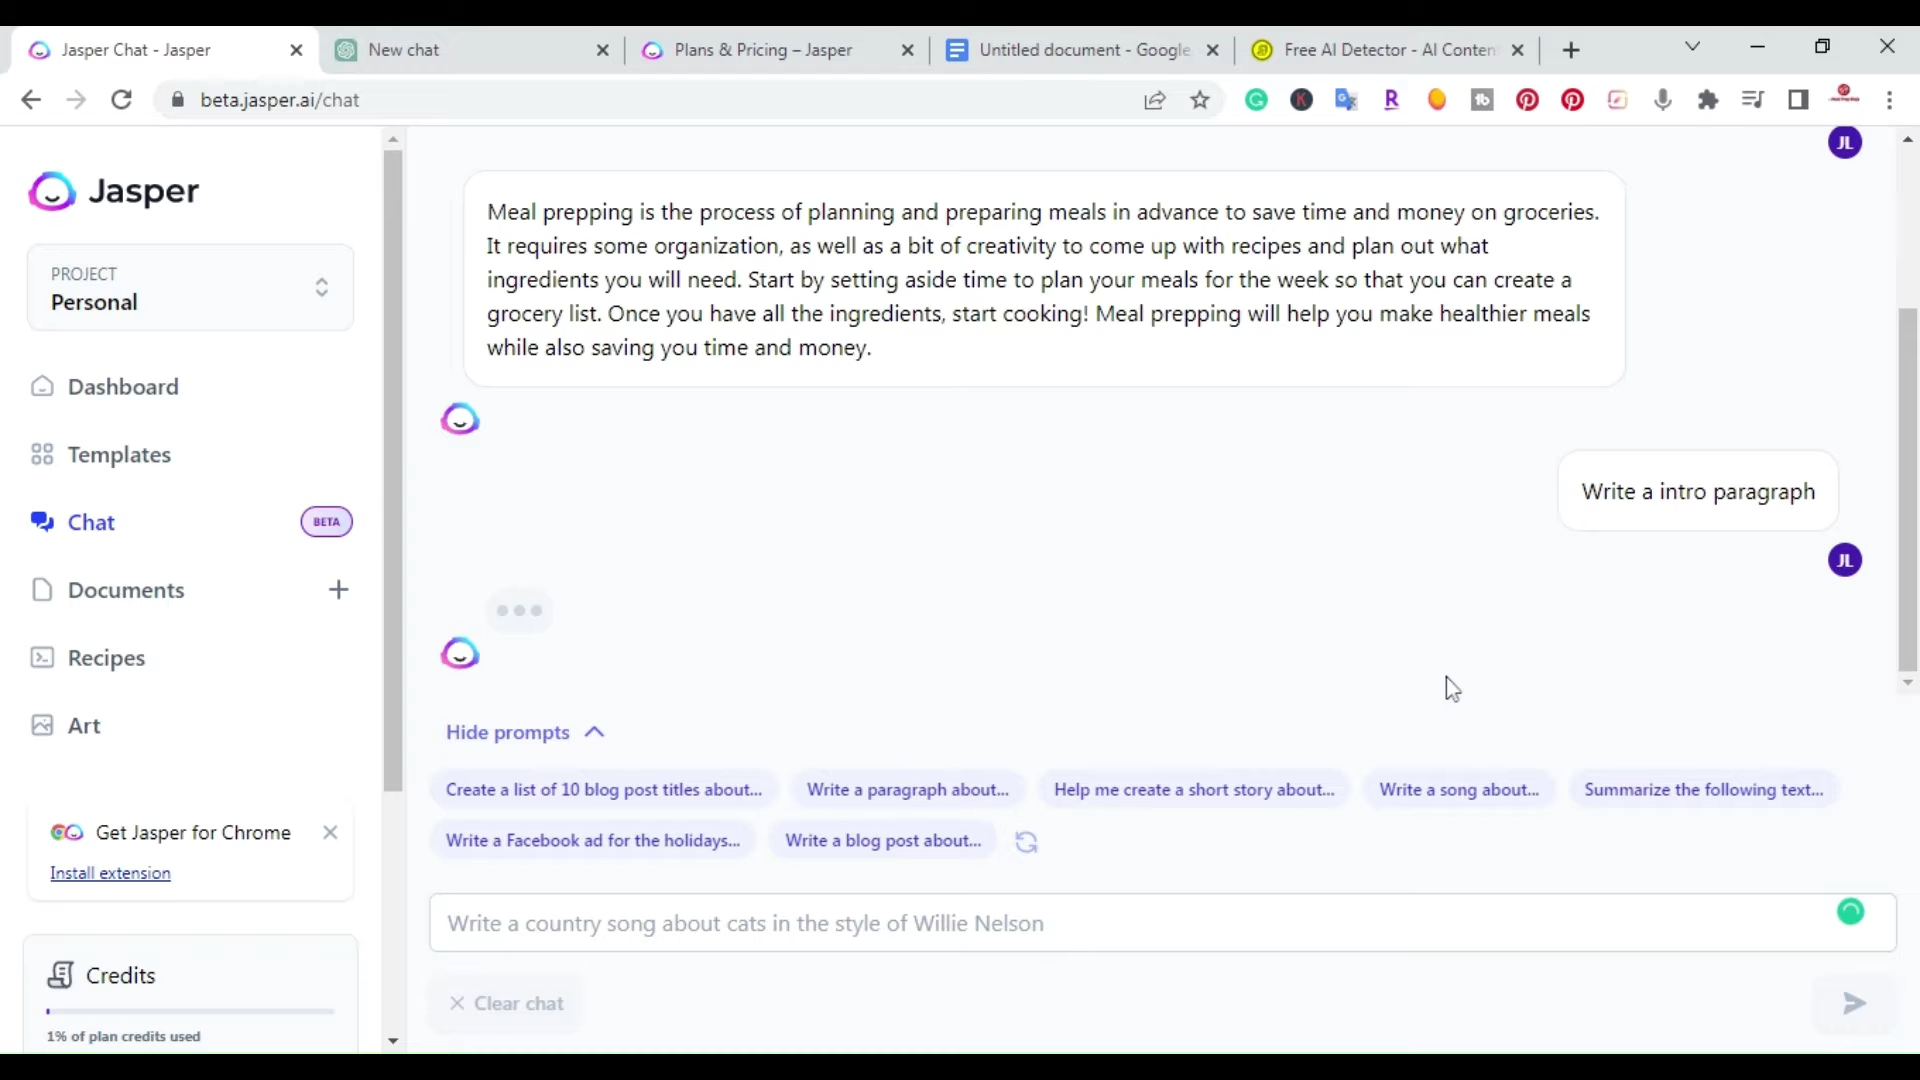 Jasper Chat - Jasper
New chat
Plans & Pricing – Jasper
Untitled document - Google
Free AI Detector - AI Conten
beta.jasper.ai/chat
Jasper
PROJECT
Personal
Dashboard
Templates
Chat
BETA
Documents
Recipes
Art
Get Jasper for Chrome
Install extension
Credits
1% of plan credits used
JL
Meal prepping is the process of planning and preparing meals in advance to save time and money on groceries.
It requires some organization, as well as a bit of creativity to come up with recipes and plan out what
ingredients you will need. Start by setting aside time to plan your meals for the week so that you can create a
grocery list. Once you have all the ingredients, start cooking! Meal prepping will help you make healthier meals
while also saving you time and money.
Write a intro paragraph
JL
Hide prompts
Create a list of 10 blog post titles about...
Write a paragraph about...
Help me create a short story about...
Write a song about...
Summarize the following text...
Write a Facebook ad for the holidays...
Write a blog post about...
Write a country song about cats in the style of Willie Nelson
Clear chat